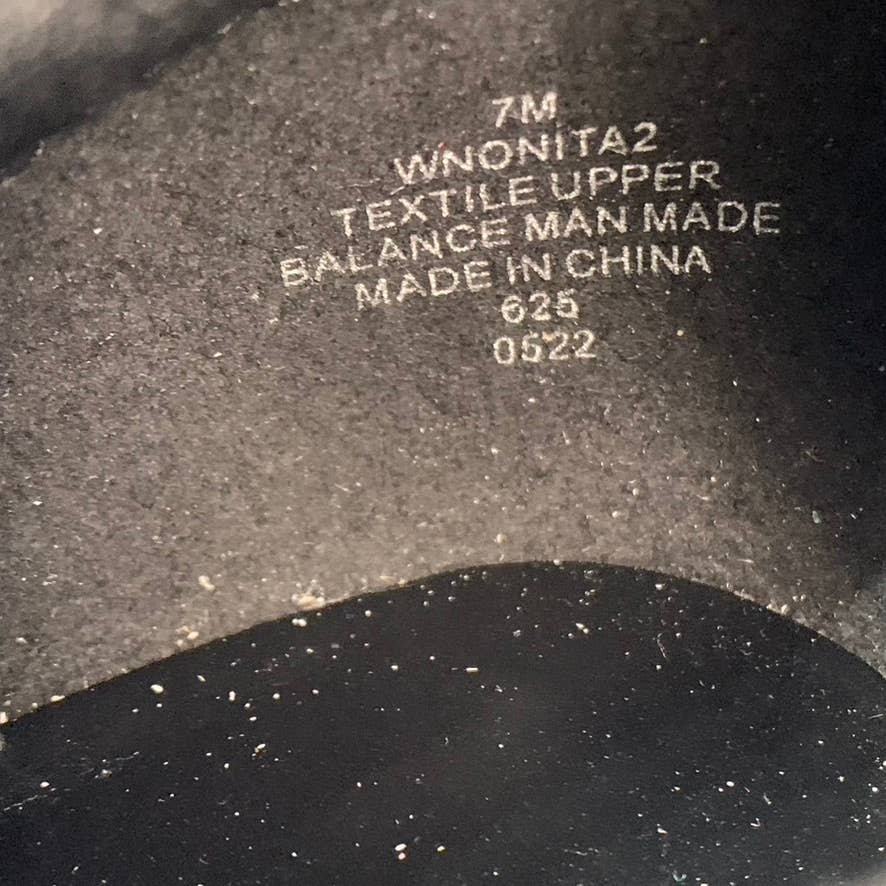 7M
WNONITA2
TEXTILE UPPER
BALANCE MAN MADE
MADE IN CHINA
625
0522